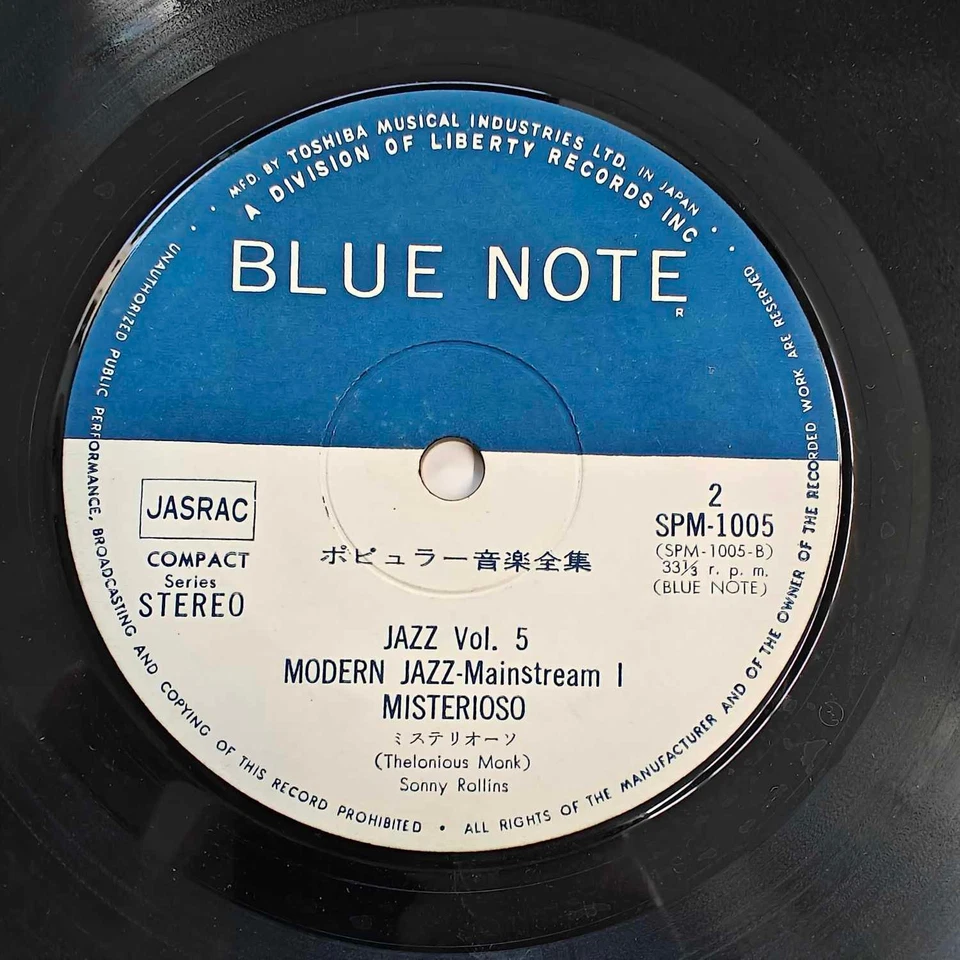 MFD. BY TOSHIBA MUSICAL INDUSTRIES LTD. IN JAPAN
A DIVISION OF LIBERTY RECORDS INC
BLUE NOTE
R
JASRAC
COMPACT
Series
STEREO
2
SPM-1005
(SPM-1005-B)
33⅓ r. p. m.
(BLUE NOTE)
ポピュラー音楽全集
JAZZ Vol. 5
MODERN JAZZ-Mainstream I
MISTERIOSO
ミステリオーソ
(Thelonious Monk)
Sonny Rollins
UNAUTHORIZED PUBLIC PERFORMANCE, BROADCASTING AND COPYING OF THIS RECORD PROHIBITED • ALL RIGHTS OF THE MANUFACTURER AND OF THE OWNER OF THE RECORDED WORK ARE RESERVED